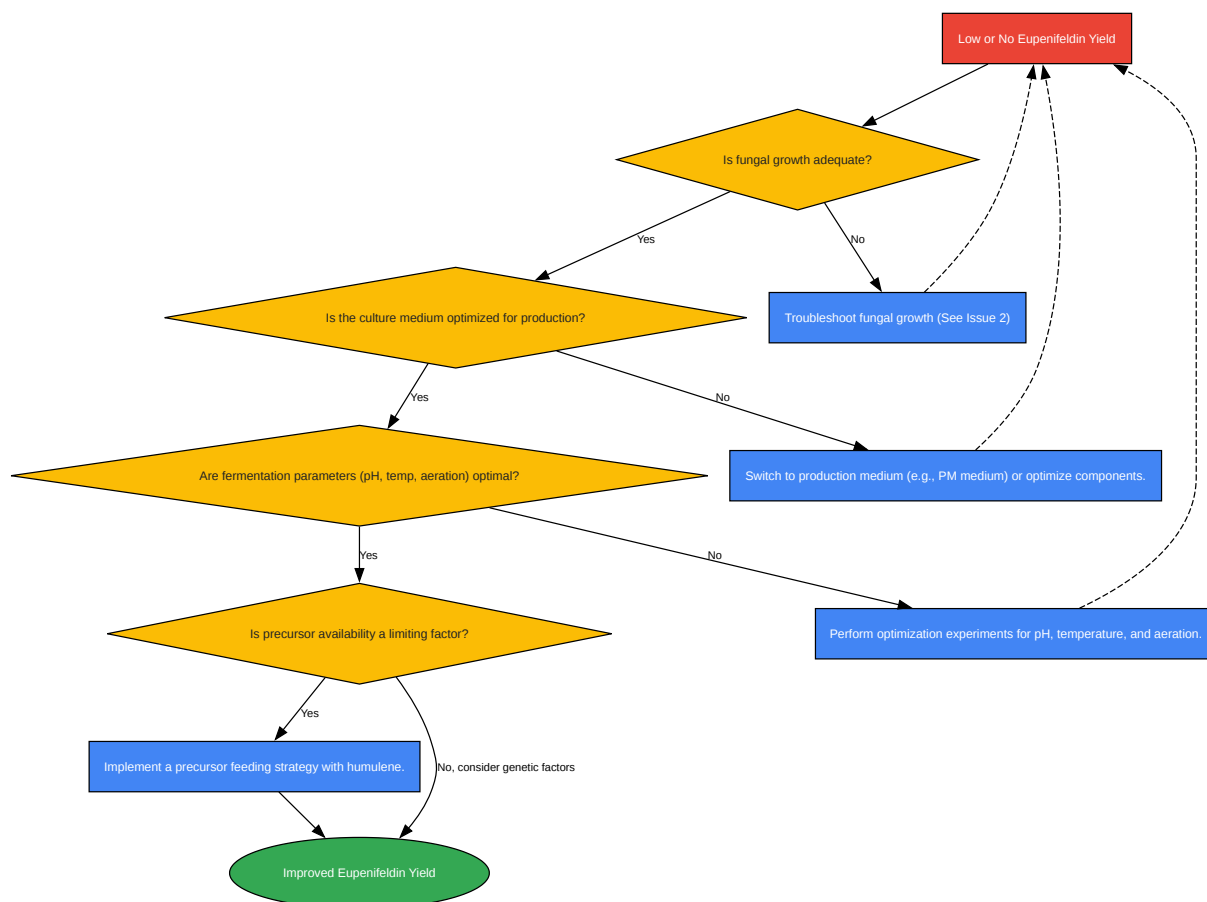 Low or No Eupenifeldin Yield
Is fungal growth adequate?
Yes
No
Is the culture medium optimized for production?
Troubleshoot fungal growth (See Issue 2)
Yes
No
Are fermentation parameters (pH, temp, aeration) optimal?
Switch to production medium (e.g., PM medium) or optimize components.
Yes
No
Is precursor availability a limiting factor?
Perform optimization experiments for pH, temperature, and aeration.
Yes
Implement a precursor feeding strategy with humulene.
No, consider genetic factors
Improved Eupenifeldin Yield